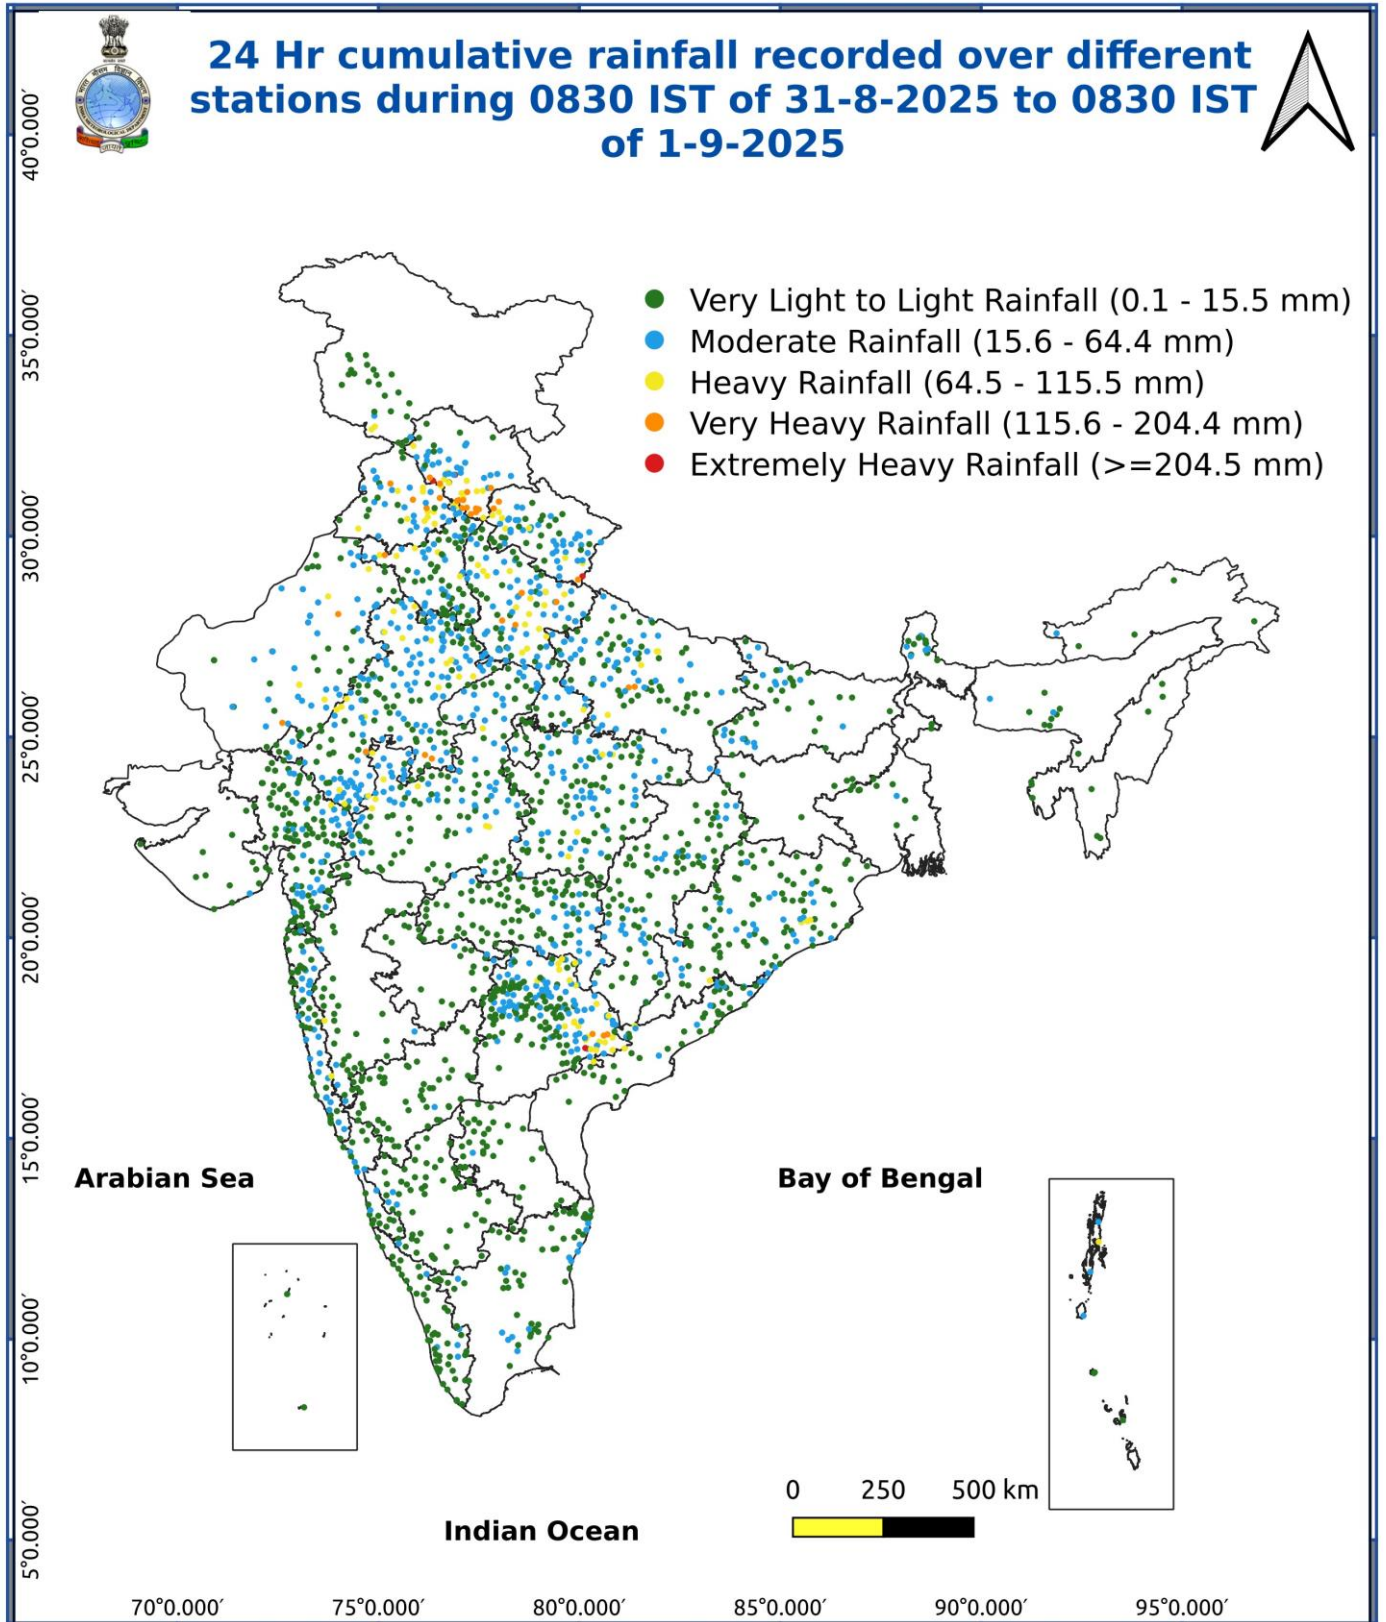 24 Hr cumulative rainfall recorded over different
stations during 0830 IST of 31-8-2025 to 0830 IST
of 1-9-2025
Very Light to Light Rainfall (0.1 - 15.5 mm)
Moderate Rainfall (15.6 - 64.4 mm)
Heavy Rainfall (64.5 - 115.5 mm)
Very Heavy Rainfall (115.6 - 204.4 mm)
Extremely Heavy Rainfall (>=204.5 mm)
40°0.000′
35°0.000′
30°0.000′
25°0.000′
20°0.000′
15°0.000′
10°0.000′
5°0.000′
Arabian Sea
Bay of Bengal
0 250 500 km
Indian Ocean
70°0.000′ 75°0.000′ 80°0.000′ 85°0.000′ 90°0.000′ 95°0.000′